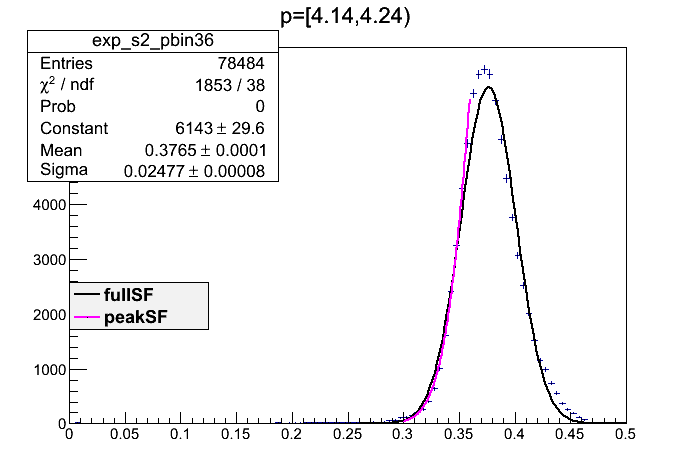 p=[4.14,4.24)
exp_s2_pbin36
Entries 78484
χ² / ndf 1853 / 38
Prob 0
Constant 6143 ± 29.6
Mean 0.3765 ± 0.0001
Sigma 0.02477 ± 0.00008
4000
3000
fullSF
peakSF
2000
1000
0
0 0.05 0.1 0.15 0.2 0.25 0.3 0.35 0.4 0.45 0.5